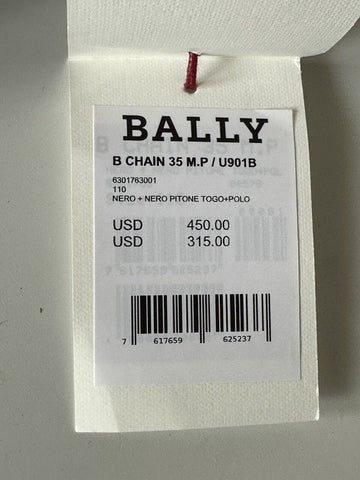 BALLY
B CHAIN 35 M.P / U901B
6301763001
110
NERO + NERO PITONE TOGO+POLO
USD 450.00
USD 315.00
7 617659 625237